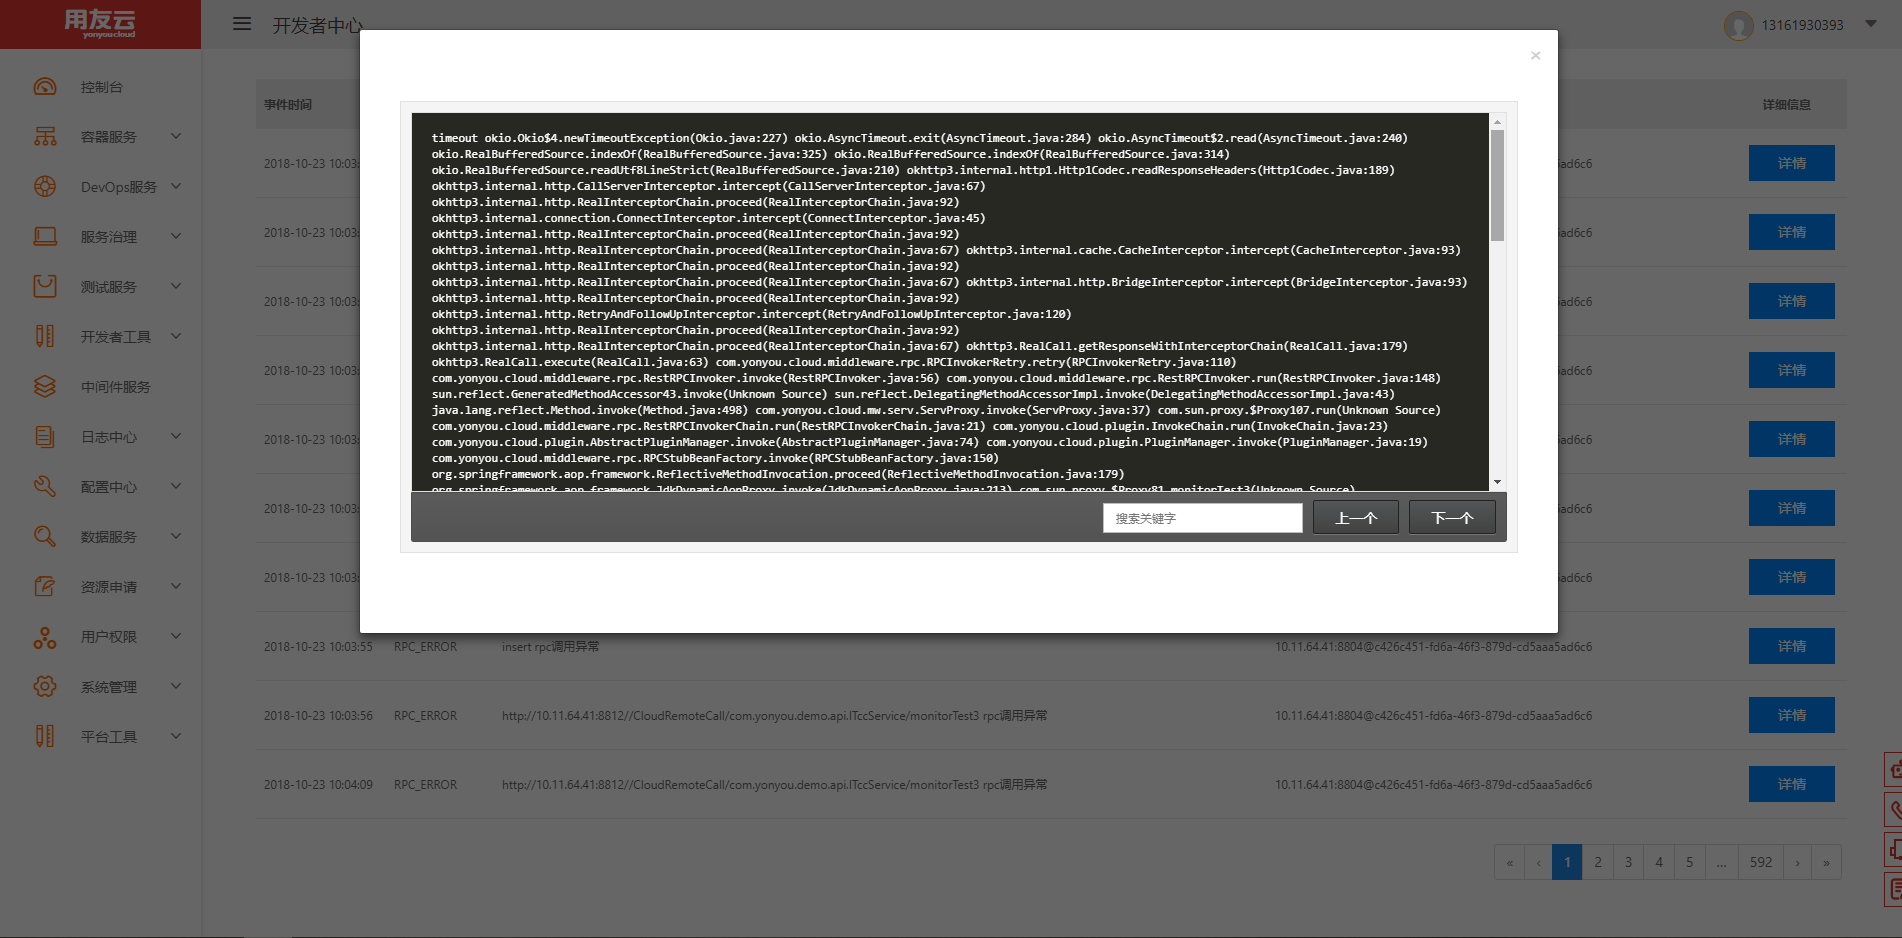 用友云
yonyoucloud
开发者中心
13161930393
控制台
容器服务
DevOps服务
服务治理
测试服务
开发者工具
中间件服务
日志中心
配置中心
数据服务
资源申请
用户权限
系统管理
平台工具
×
timeout okio.Okio$4.newTimeoutException(Okio.java:227) okio.AsyncTimeout.exit(AsyncTimeout.java:284) okio.AsyncTimeout$2.read(AsyncTimeout.java:240)
okio.RealBufferedSource.indexOf(RealBufferedSource.java:325) okio.RealBufferedSource.indexOf(RealBufferedSource.java:314)
okio.RealBufferedSource.readUtf8LineStrict(RealBufferedSource.java:210) okhttp3.internal.http1.Http1Codec.readResponseHeaders(Http1Codec.java:189)
okhttp3.internal.http.CallServerInterceptor.intercept(CallServerInterceptor.java:67)
okhttp3.internal.http.RealInterceptorChain.proceed(RealInterceptorChain.java:92)
okhttp3.internal.connection.ConnectInterceptor.intercept(ConnectInterceptor.java:45)
okhttp3.internal.http.RealInterceptorChain.proceed(RealInterceptorChain.java:92)
okhttp3.internal.http.RealInterceptorChain.proceed(RealInterceptorChain.java:67) okhttp3.internal.cache.CacheInterceptor.intercept(CacheInterceptor.java:93)
okhttp3.internal.http.RealInterceptorChain.proceed(RealInterceptorChain.java:92)
okhttp3.internal.http.RealInterceptorChain.proceed(RealInterceptorChain.java:67) okhttp3.internal.http.BridgeInterceptor.intercept(BridgeInterceptor.java:93)
okhttp3.internal.http.RealInterceptorChain.proceed(RealInterceptorChain.java:92)
okhttp3.internal.http.RetryAndFollowUpInterceptor.intercept(RetryAndFollowUpInterceptor.java:120)
okhttp3.internal.http.RealInterceptorChain.proceed(RealInterceptorChain.java:92)
okhttp3.internal.http.RealInterceptorChain.proceed(RealInterceptorChain.java:67) okhttp3.RealCall.getResponseWithInterceptorChain(RealCall.java:179)
okhttp3.RealCall.execute(RealCall.java:63) com.yonyou.cloud.middleware.rpc.RPCInvokerRetry.retry(RPCInvokerRetry.java:110)
com.yonyou.cloud.middleware.rpc.RestRPCInvoker.invoke(RestRPCInvoker.java:56) com.yonyou.cloud.middleware.rpc.RestRPCInvoker.run(RestRPCInvoker.java:148)
sun.reflect.GeneratedMethodAccessor43.invoke(Unknown Source) sun.reflect.DelegatingMethodAccessorImpl.invoke(DelegatingMethodAccessorImpl.java:43)
java.lang.reflect.Method.invoke(Method.java:498) com.yonyou.cloud.mw.serv.ServProxy.invoke(ServProxy.java:37) com.sun.proxy.$Proxy107.run(Unknown Source)
com.yonyou.cloud.middleware.rpc.RestRPCInvokerChain.run(RestRPCInvokerChain.java:21) com.yonyou.cloud.plugin.InvokeChain.run(InvokeChain.java:23)
com.yonyou.cloud.plugin.AbstractPluginManager.invoke(AbstractPluginManager.java:74) com.yonyou.cloud.plugin.PluginManager.invoke(PluginManager.java:19)
com.yonyou.cloud.middleware.rpc.RPCStubBeanFactory.invoke(RPCStubBeanFactory.java:150)
org.springframework.aop.framework.ReflectiveMethodInvocation.proceed(ReflectiveMethodInvocation.java:179)
org.springframework.aop.framework.JdkDynamicAopProxy.invoke(JdkDynamicAopProxy.java:213) com.sun.proxy.$Proxy81.monitorTest3(Unknown Source)
搜索关键字 上一个 下一个
事件时间 详细信息
2018-10-23 10:03: 5ad6c6 详情
2018-10-23 10:03: 5ad6c6 详情
2018-10-23 10:03: 5ad6c6 详情
2018-10-23 10:03: 5ad6c6 详情
2018-10-23 10:03: 5ad6c6 详情
2018-10-23 10:03: 5ad6c6 详情
2018-10-23 10:03: 5ad6c6 详情
2018-10-23 10:03:55 RPC_ERROR insert rpc调用异常 10.11.64.41:8804@c426c451-fd6a-46f3-879d-cd5aaa5ad6c6 详情
2018-10-23 10:03:56 RPC_ERROR http://10.11.64.41:8812//CloudRemoteCall/com.yonyou.demo.api.ITccService/monitorTest3 rpc调用异常 10.11.64.41:8804@c426c451-fd6a-46f3-879d-cd5aaa5ad6c6 详情
2018-10-23 10:04:09 RPC_ERROR http://10.11.64.41:8812//CloudRemoteCall/com.yonyou.demo.api.ITccService/monitorTest3 rpc调用异常 10.11.64.41:8804@c426c451-fd6a-46f3-879d-cd5aaa5ad6c6 详情
« ‹ 1 2 3 4 5 ... 592 › »